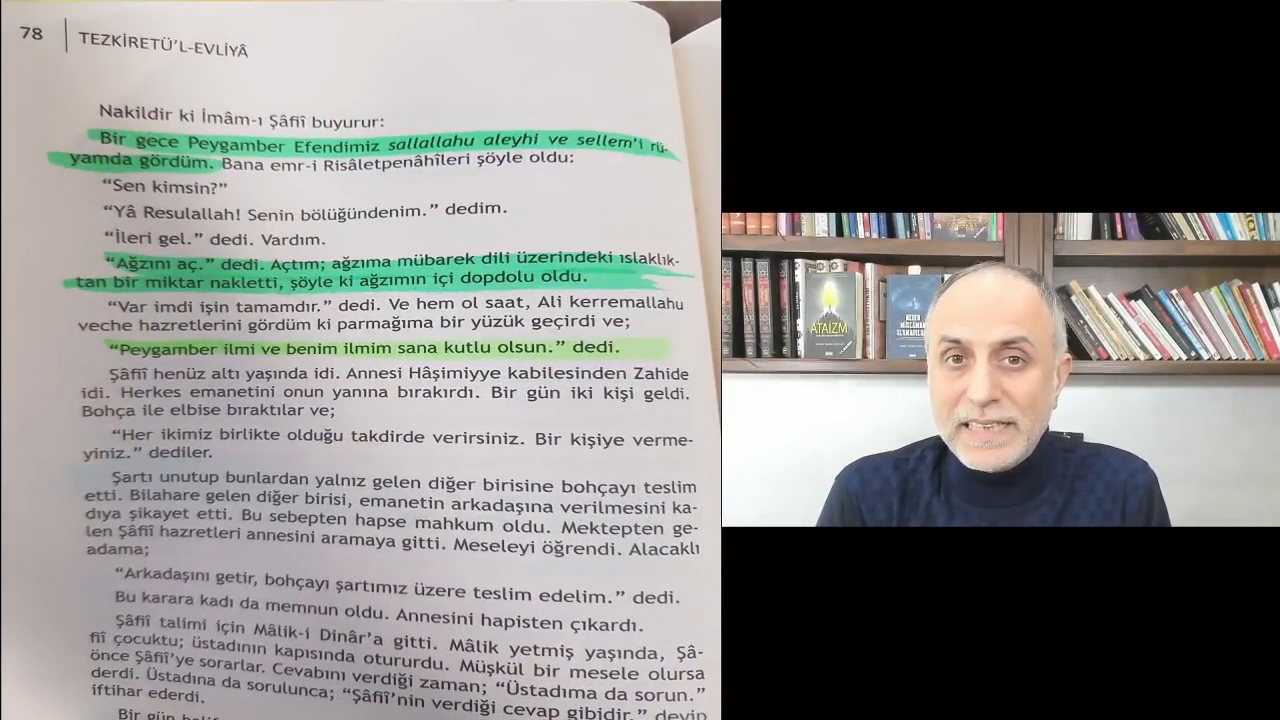 78
TEZKİRETÜ'L-EVLİYÂ
Nakildir ki İmâm-ı Şâfiî buyurur:
Bir gece Peygamber Efendimiz sallallahu aleyhi ve sellem'i rü-
yamda gördüm. Bana emr-i Risâletpenâhîleri şöyle oldu:
"Sen kimsin?"
"Yâ Resulallah! Senin bölüğündenim." dedim.
"İleri gel." dedi. Vardım.
"Ağzını aç." dedi. Açtım; ağzıma mübarek dili üzerindeki ıslaklık-
tan bir miktar nakletti, şöyle ki ağzımın içi dopdolu oldu.
"Var imdi işin tamamdır." dedi. Ve hem ol saat, Ali kerremallahu
veche hazretlerini gördüm ki parmağıma bir yüzük geçirdi ve;
"Peygamber ilmi ve benim ilmim sana kutlu olsun." dedi.
Şâfiî henüz altı yaşında idi. Annesi Hâşimiyye kabilesinden Zahide
idi. Herkes emanetini onun yanına bırakırdı. Bir gün iki kişi geldi.
Bohça ile elbise bıraktılar ve;
"Her ikimiz birlikte olduğu takdirde verirsiniz. Bir kişiye verme-
yiniz." dediler.
Şartı unutup bunlardan yalnız gelen diğer birisine bohçayı teslim
etti. Bilahare gelen diğer birisi, emanetin arkadaşına verilmesini ka-
dıya şikayet etti. Bu sebepten hapse mahkum oldu. Mektepten ge-
len Şâfiî hazretleri annesini aramaya gitti. Meseleyi öğrendi. Alacaklı
adama;
"Arkadaşını getir, bohçayı şartımız üzere teslim edelim." dedi.
Bu karara kadı da memnun oldu. Annesini hapisten çıkardı.
Şâfiî talimi için Mâlik-i Dinâr'a gitti. Mâlik yetmiş yaşında, Şâ-
fiî çocuktu; üstadının kapısında otururdu. Müşkül bir mesele olursa
önce Şâfiî'ye sorarlar. Cevabını verdiği zaman; "Üstadıma da sorun."
derdi. Üstadına da sorulunca; "Şâfiî'nin verdiği cevap gibidir." deyip
iftihar ederdi.
Bir gün
ATAİZM
NEDEN
MÜSLÜMAN